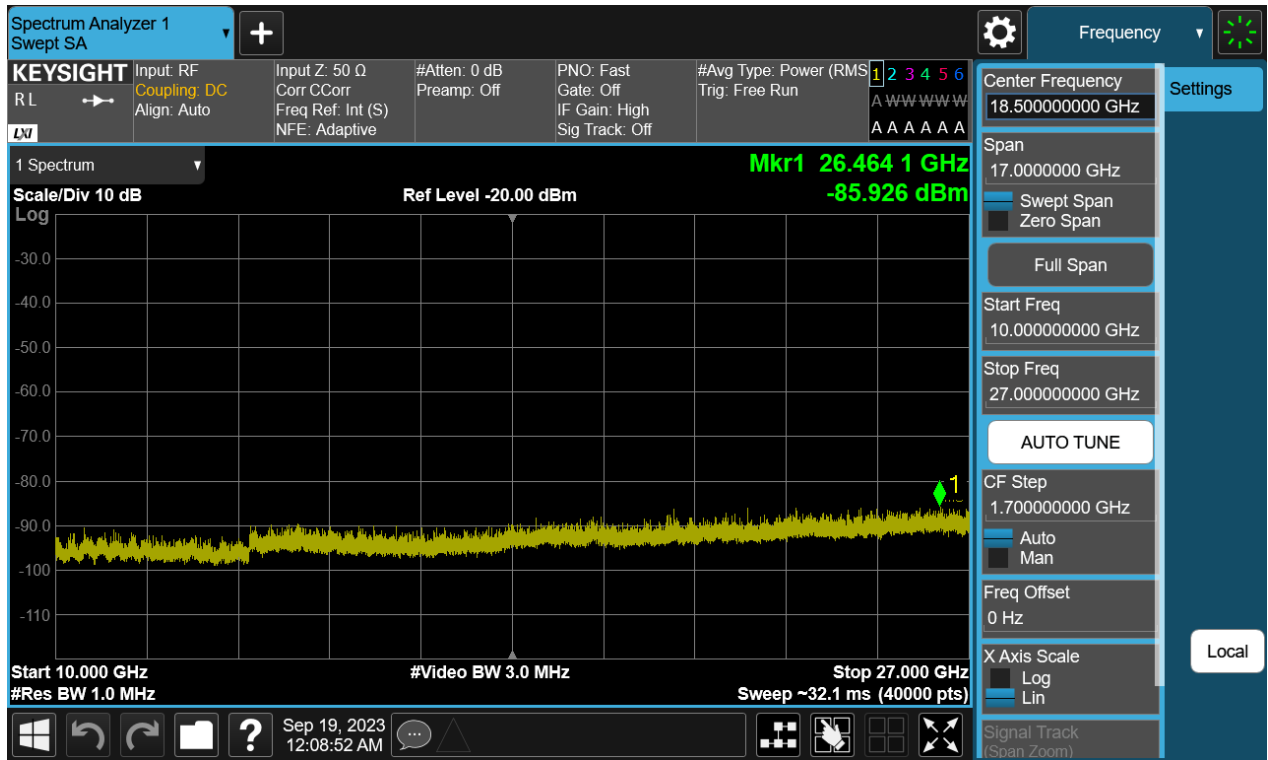 Spectrum Analyzer 1
Swept SA
Frequency
KEYSIGHT
R L
LXI
Input: RF
Coupling: DC
Align: Auto
Input Z: 50 Ω
Corr CCorr
Freq Ref: Int (S)
NFE: Adaptive
#Atten: 0 dB
Preamp: Off
PNO: Fast
Gate: Off
IF Gain: High
Sig Track: Off
#Avg Type: Power (RMS
Trig: Free Run
1 2 3 4 5 6
A W W W W W
A A A A A A
1 Spectrum
Mkr1 26.464 1 GHz
Scale/Div 10 dB
Ref Level -20.00 dBm
-85.926 dBm
Log
-30.0
-40.0
-50.0
-60.0
-70.0
-80.0
-90.0
-100
-110
1
Start 10.000 GHz
#Video BW 3.0 MHz
Stop 27.000 GHz
#Res BW 1.0 MHz
Sweep ~32.1 ms (40000 pts)
Sep 19, 2023
12:08:52 AM
Center Frequency
18.500000000 GHz
Settings
Span
17.0000000 GHz
Swept Span
Zero Span
Full Span
Start Freq
10.000000000 GHz
Stop Freq
27.000000000 GHz
AUTO TUNE
CF Step
1.700000000 GHz
Auto
Man
Freq Offset
0 Hz
X Axis Scale
Log
Lin
Local
Signal Track
(Span Zoom)